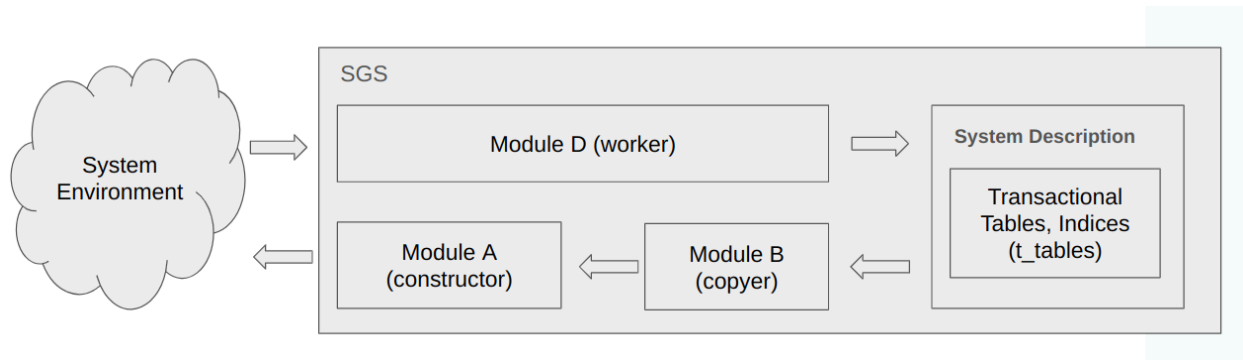 SGS
System
Environment
Module D (worker)
System Description
Transactional
Tables, Indices
(t_tables)
Module A
(constructor)
Module B
(copyer)